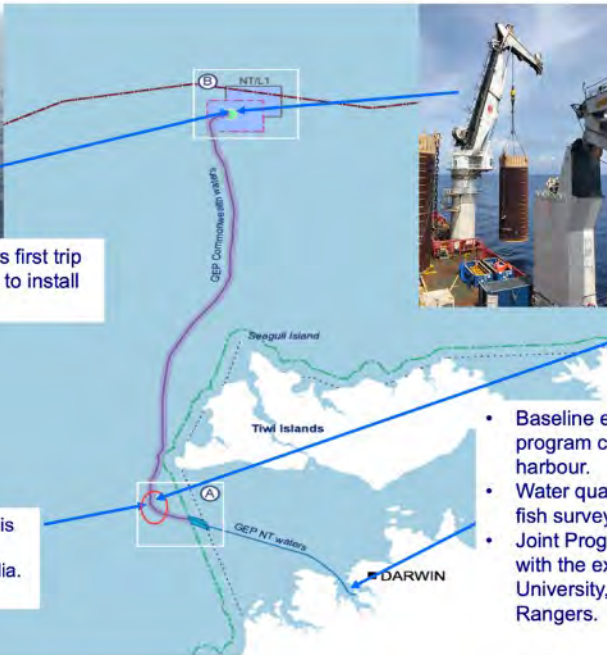 B
NT/L1
GEP Commonwealth waters
s first trip
to install
Seagull Island
Tiwi Islands
A
GEP NT waters
DARWIN
is
lia.
• Baseline e
program c
harbour.
• Water qua
fish survey
• Joint Prog
with the ex
University,
Rangers.